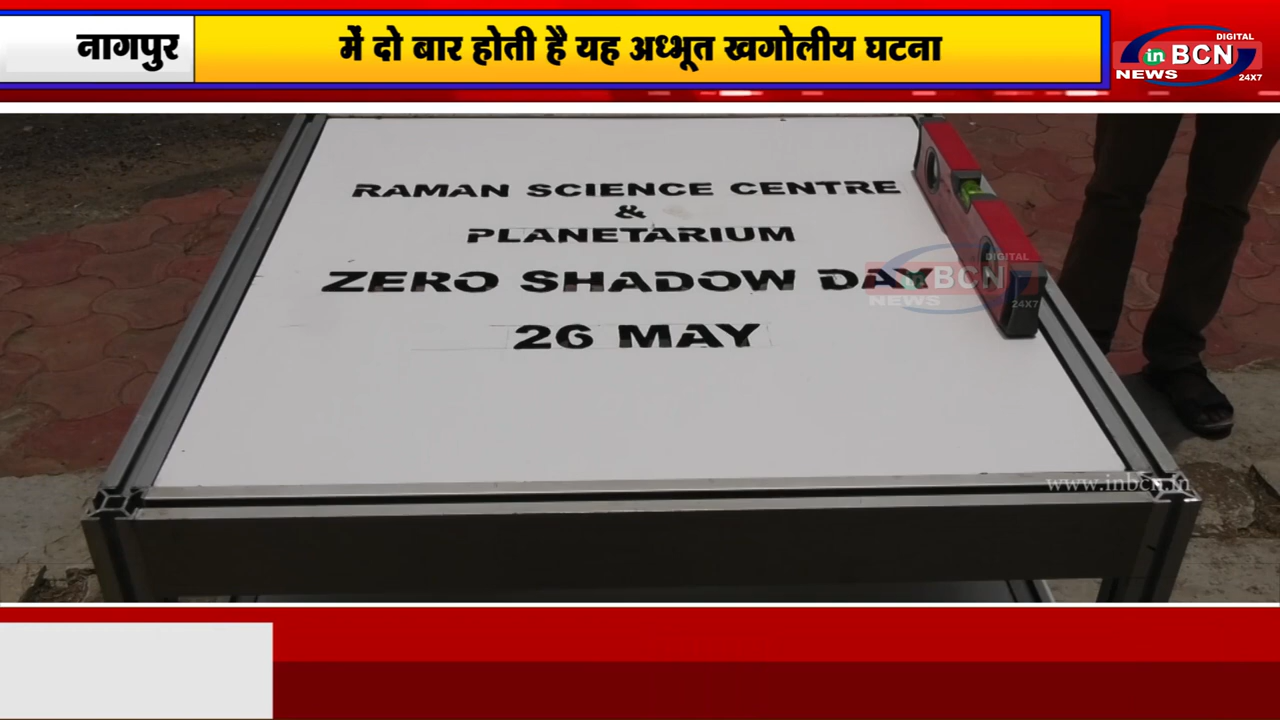 नागपुर
में दो बार होती है यह अध्भूत खगोलीय घटना
DIGITAL
in BCN
NEWS 24X7
RAMAN SCIENCE CENTRE
&
PLANETARIUM
ZERO SHADOW DAY
26 MAY
DIGITAL
in BCN
NEWS 24X7
www.inbcn.in